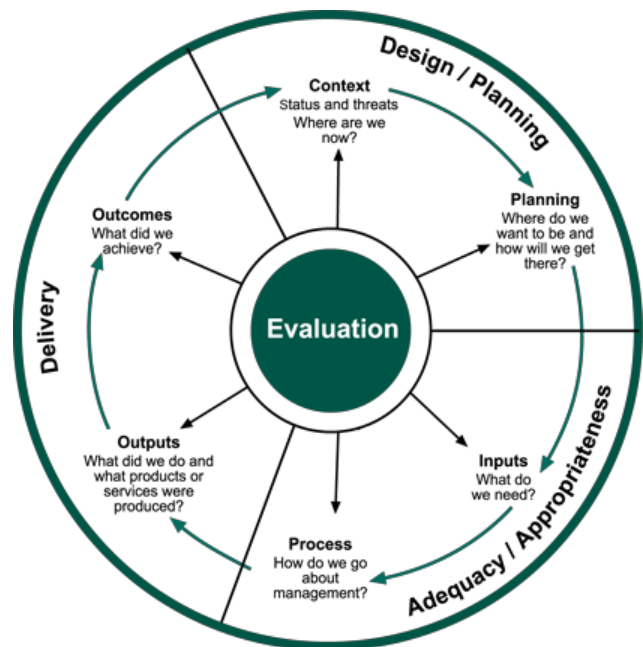 Design / Planning
Context
Status and threats
Where are we
now?
Planning
Where do we
want to be and
how will we get
there?
Outcomes
What did we
achieve?
Evaluation
Delivery
Outputs
What did we do and
what products or
services were
produced?
Inputs
What do
we need?
Process
How do we go
about
management?
Adequacy / Appropriateness